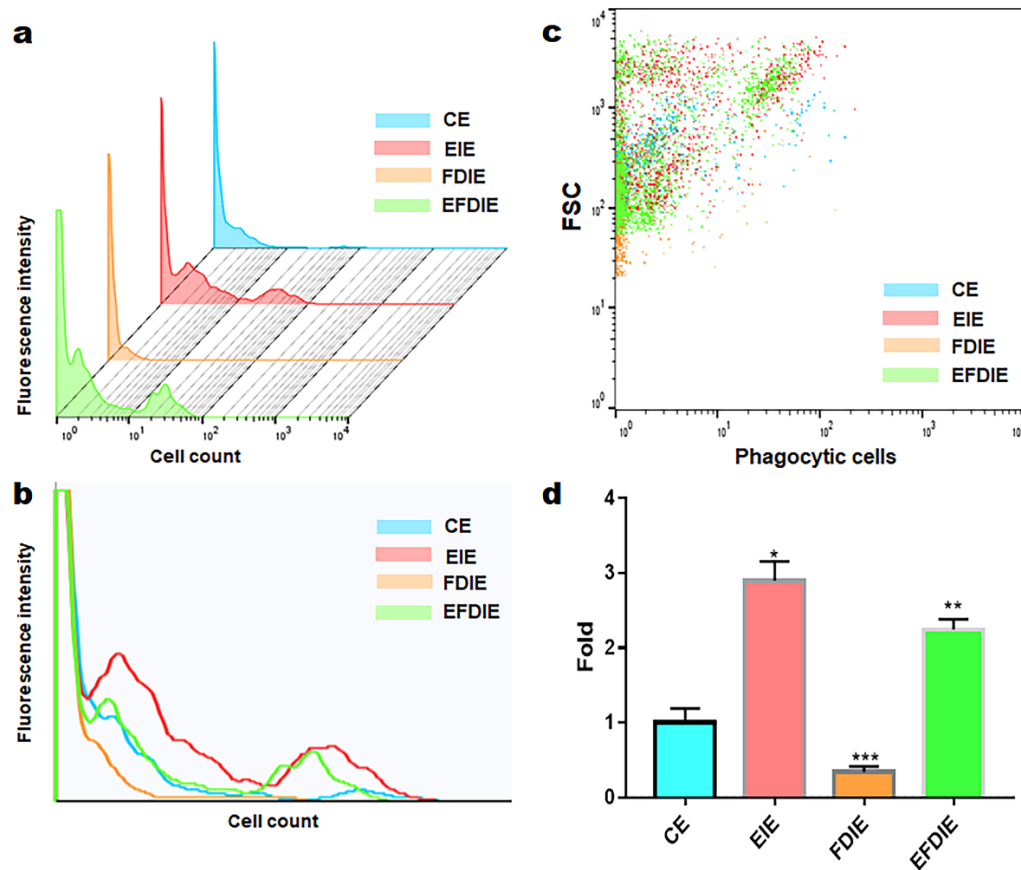 a
CE
EIE
FDIE
EFDIE
Fluorescence intensity
10^0 10^1 10^2 10^3 10^4
Cell count
b
CE
EIE
FDIE
EFDIE
Fluorescence intensity
Cell count
c
10^4
10^3
10^2
10^1
10^0
FSC
CE
EIE
FDIE
EFDIE
10^0 10^1 10^2 10^3
Phagocytic cells
d
4
3
2
1
0
Fold
*
***
**
CE EIE FDIE EFDIE